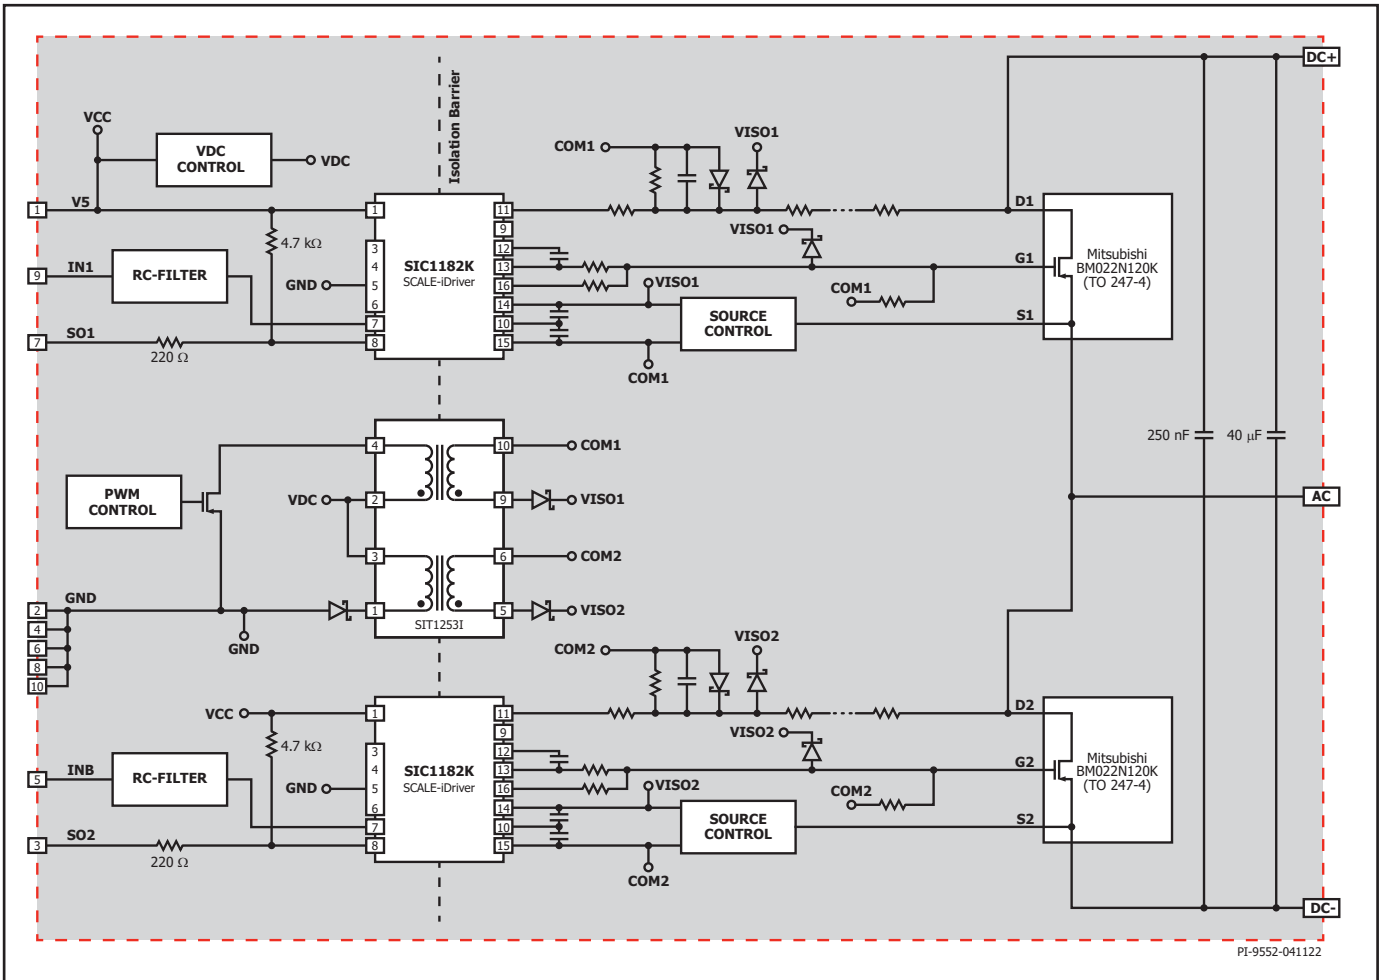 DC+
Isolation Barrier
VCC
VDC
CONTROL
VDC
COM1
VISO1
1
V5
4.7 kΩ
9
IN1
RC-FILTER
GND
7
SO1
220 Ω
1
3
4
5
6
7
8
SIC1182K
SCALE-iDriver
11
9
12
13
16
14
10
15
VISO1
VISO1
COM1
SOURCE
CONTROL
COM1
D1
G1
S1
Mitsubishi
BM022N120K
(TO 247-4)
250 nF
40 μF
AC
PWM
CONTROL
VDC
4
2
3
1
10
9
6
5
SIT1253I
COM1
VISO1
COM2
VISO2
GND
2
4
6
8
10
GND
COM2
VISO2
VCC
4.7 kΩ
5
INB
RC-FILTER
GND
3
SO2
220 Ω
1
3
4
5
6
7
8
SIC1182K
SCALE-iDriver
11
9
12
13
16
14
10
15
VISO2
VISO2
COM2
SOURCE
CONTROL
COM2
D2
G2
S2
Mitsubishi
BM022N120K
(TO 247-4)
DC-
PI-9552-041122